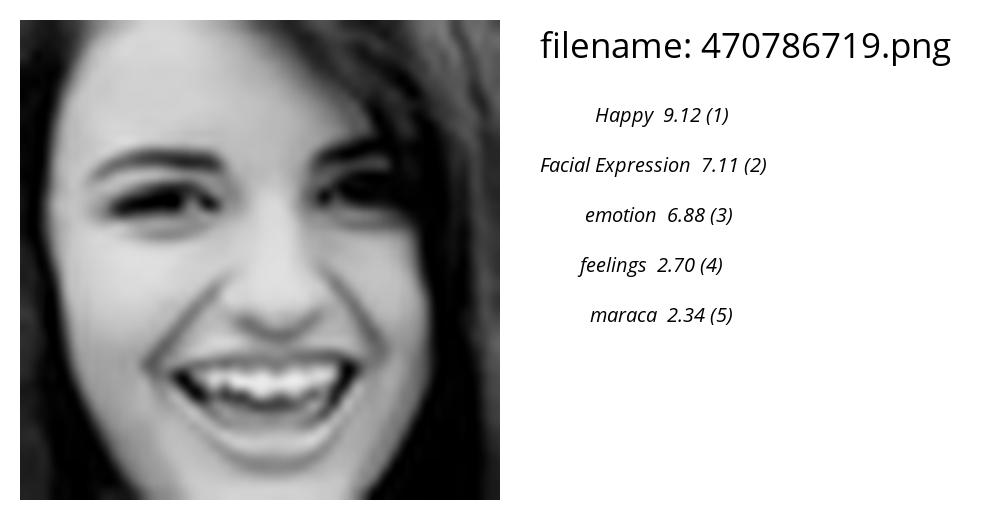 filename: 470786719.png
Happy 9.12 (1)
Facial Expression 7.11 (2)
emotion 6.88 (3)
feelings 2.70 (4)
maraca 2.34 (5)